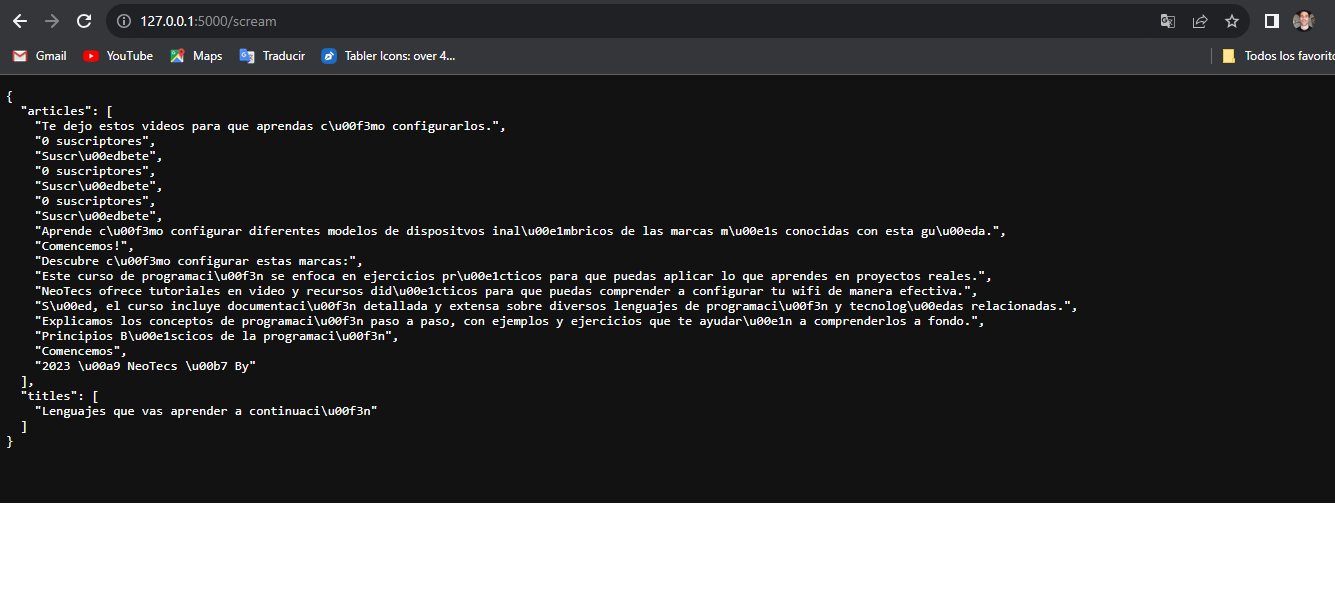 127.0.0.1:5000/scream
Gmail YouTube Maps Traducir Tabler Icons: over 4... Todos los favorito
{
"articles": [
"Te dejo estos videos para que aprendas c\u00f3mo configurarlos.",
"0 suscriptores",
"Suscr\u00edbete",
"0 suscriptores",
"Suscr\u00edbete",
"0 suscriptores",
"Suscr\u00edbete",
"Aprende c\u00f3mo configurar diferentes modelos de dispositvos inal\u00e1mbricos de las marcas m\u00e1s conocidas con esta gu\u00eda.",
"Comencemos!",
"Descubre c\u00f3mo configurar estas marcas:",
"Este curso de programaci\u00f3n se enfoca en ejercicios pr\u00e1cticos para que puedas aplicar lo que aprendes en proyectos reales.",
"NeoTecs ofrece tutoriales en video y recursos did\u00e1cticos para que puedas comprender a configurar tu wifi de manera efectiva.",
"S\u00ed, el curso incluye documentaci\u00f3n detallada y extensa sobre diversos lenguajes de programaci\u00f3n y tecnolog\u00edas relacionadas.",
"Explicamos los conceptos de programaci\u00f3n paso a paso, con ejemplos y ejercicios que te ayudar\u00e1n a comprenderlos a fondo.",
"Principios B\u00e1scicos de la programaci\u00f3n",
"Comencemos",
"2023 \u00a9 NeoTecs \u00b7 By"
],
"titles": [
"Lenguajes que vas aprender a continuaci\u00f3n"
]
}